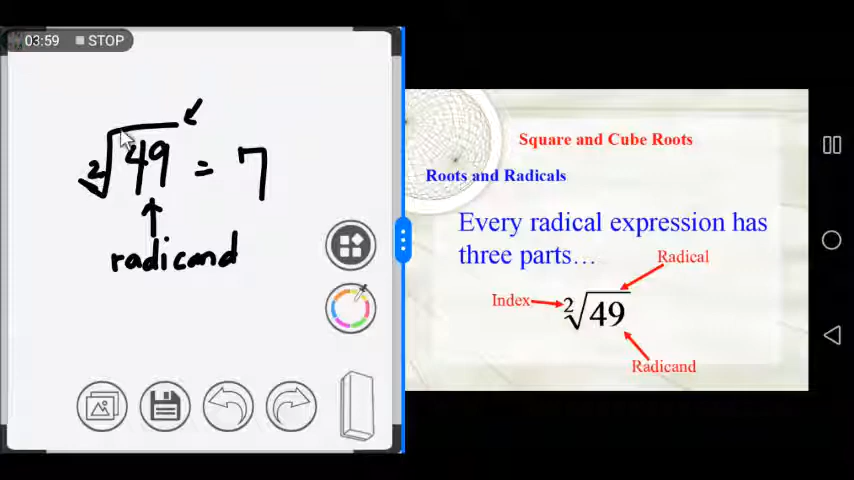 03:59 STOP
²√49 = 7
radicand
Square and Cube Roots
Roots and Radicals
Every radical expression has
three parts…
Radical
Index
²√49
Radicand